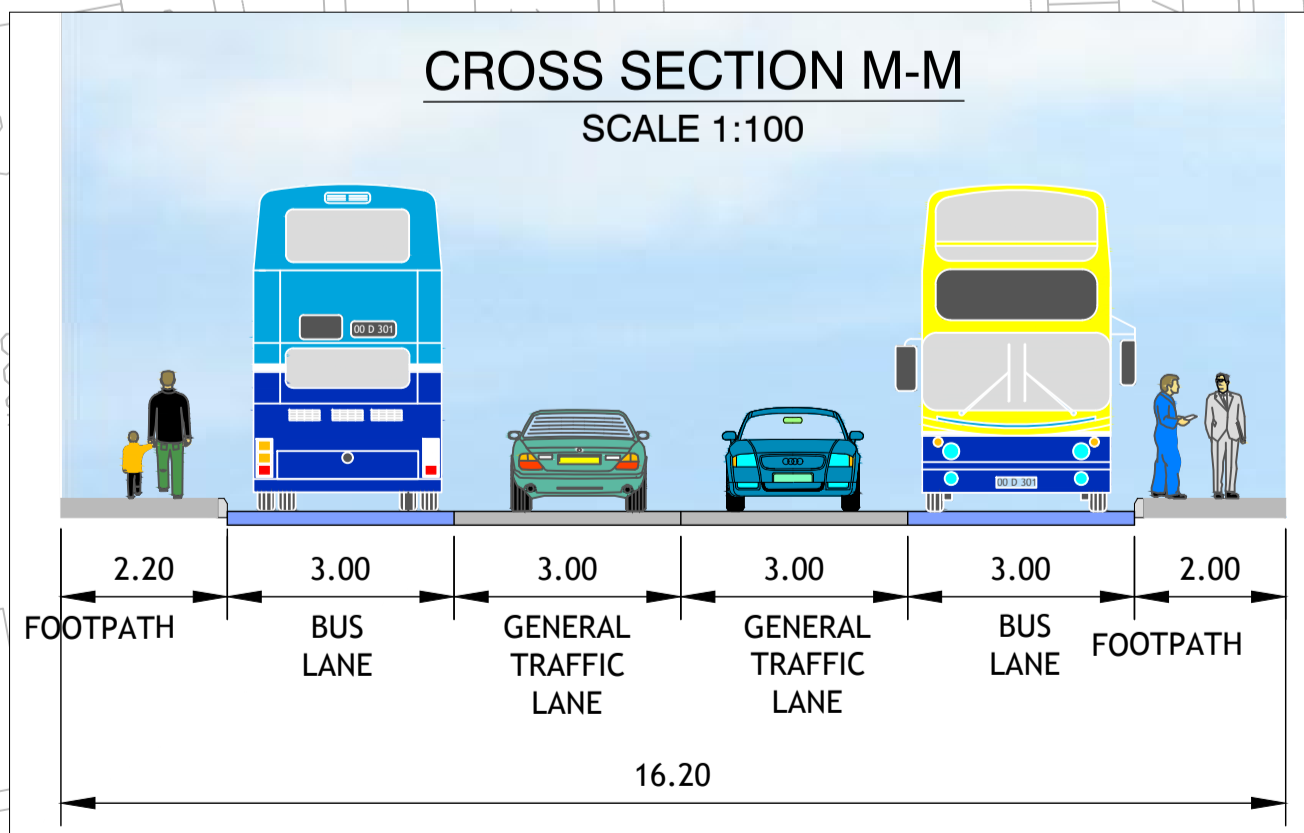 CROSS SECTION M-M
SCALE 1:100
00 D 301
00 D 301
2.20
3.00
3.00
3.00
3.00
2.00
FOOTPATH
BUS
LANE
GENERAL
TRAFFIC
LANE
GENERAL
TRAFFIC
LANE
BUS
LANE
FOOTPATH
16.20